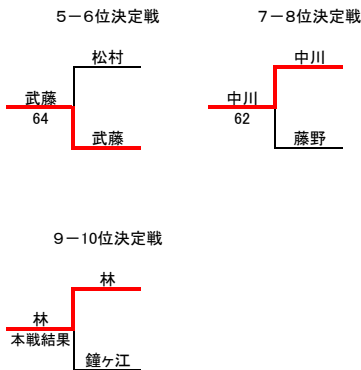 5－6位決定戦
松村
武藤
64
武藤
7－8位決定戦
中川
中川
62
藤野
9－10位決定戦
林
林
本戦結果
鐘ヶ江